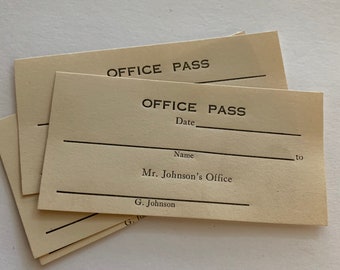 OFFICE PASS
OFFICE PASS
Date
Name to
Mr. Johnson's Office
G. Johnson